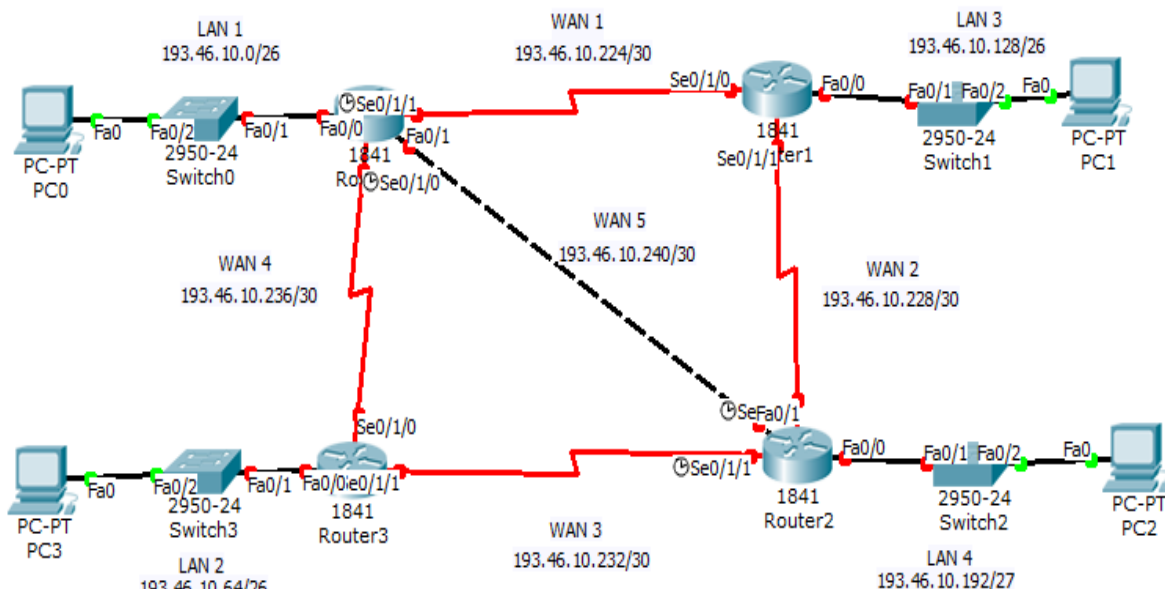 LAN 1
193.46.10.0/26
WAN 1
193.46.10.224/30
LAN 3
193.46.10.128/26
Fa0
Fa0/2
Fa0/1
Fa0/0
Se0/1/1
Fa0/1
Se0/1/0
Se0/1/0
Fa0/0
Fa0/1
Fa0/2
Fa0
PC-PT
PC0
2950-24
Switch0
1841
Se0/1/1
1841
2950-24
Switch1
PC-PT
PC1
WAN 5
193.46.10.240/30
WAN 4
193.46.10.236/30
WAN 2
193.46.10.228/30
Se0/1/0
Fa0/1
Fa0
Fa0/2
Fa0/1
Fa0/0
Se0/1/1
Fa0/0
Fa0/1
Fa0/2
Fa0
PC-PT
PC3
2950-24
Switch3
1841
Router3
1841
Router2
2950-24
Switch2
PC-PT
PC2
WAN 3
193.46.10.232/30
LAN 2
193.46.10.64/26
LAN 4
193.46.10.192/27